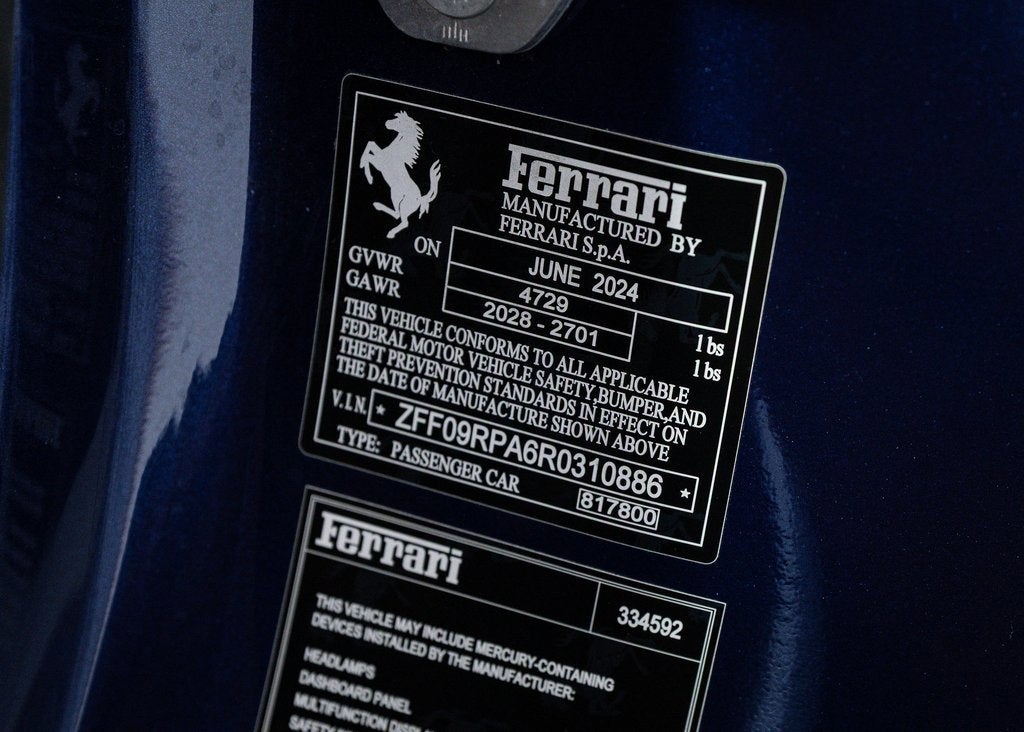 Ferrari
MANUFACTURED BY
FERRARI S.p.A.
ON JUNE 2024
GVWR 4729 lbs
GAWR 2028 - 2701 lbs
THIS VEHICLE CONFORMS TO ALL APPLICABLE
FEDERAL MOTOR VEHICLE SAFETY,BUMPER,AND
THEFT PREVENTION STANDARDS IN EFFECT ON
THE DATE OF MANUFACTURE SHOWN ABOVE
V.I.N. * ZFF09RPA6R0310886 *
TYPE: PASSENGER CAR 817800
Ferrari 334592
THIS VEHICLE MAY INCLUDE MERCURY-CONTAINING
DEVICES INSTALLED BY THE MANUFACTURER:
HEADLAMPS
DASHBOARD PANEL
MULTIFUNCTION